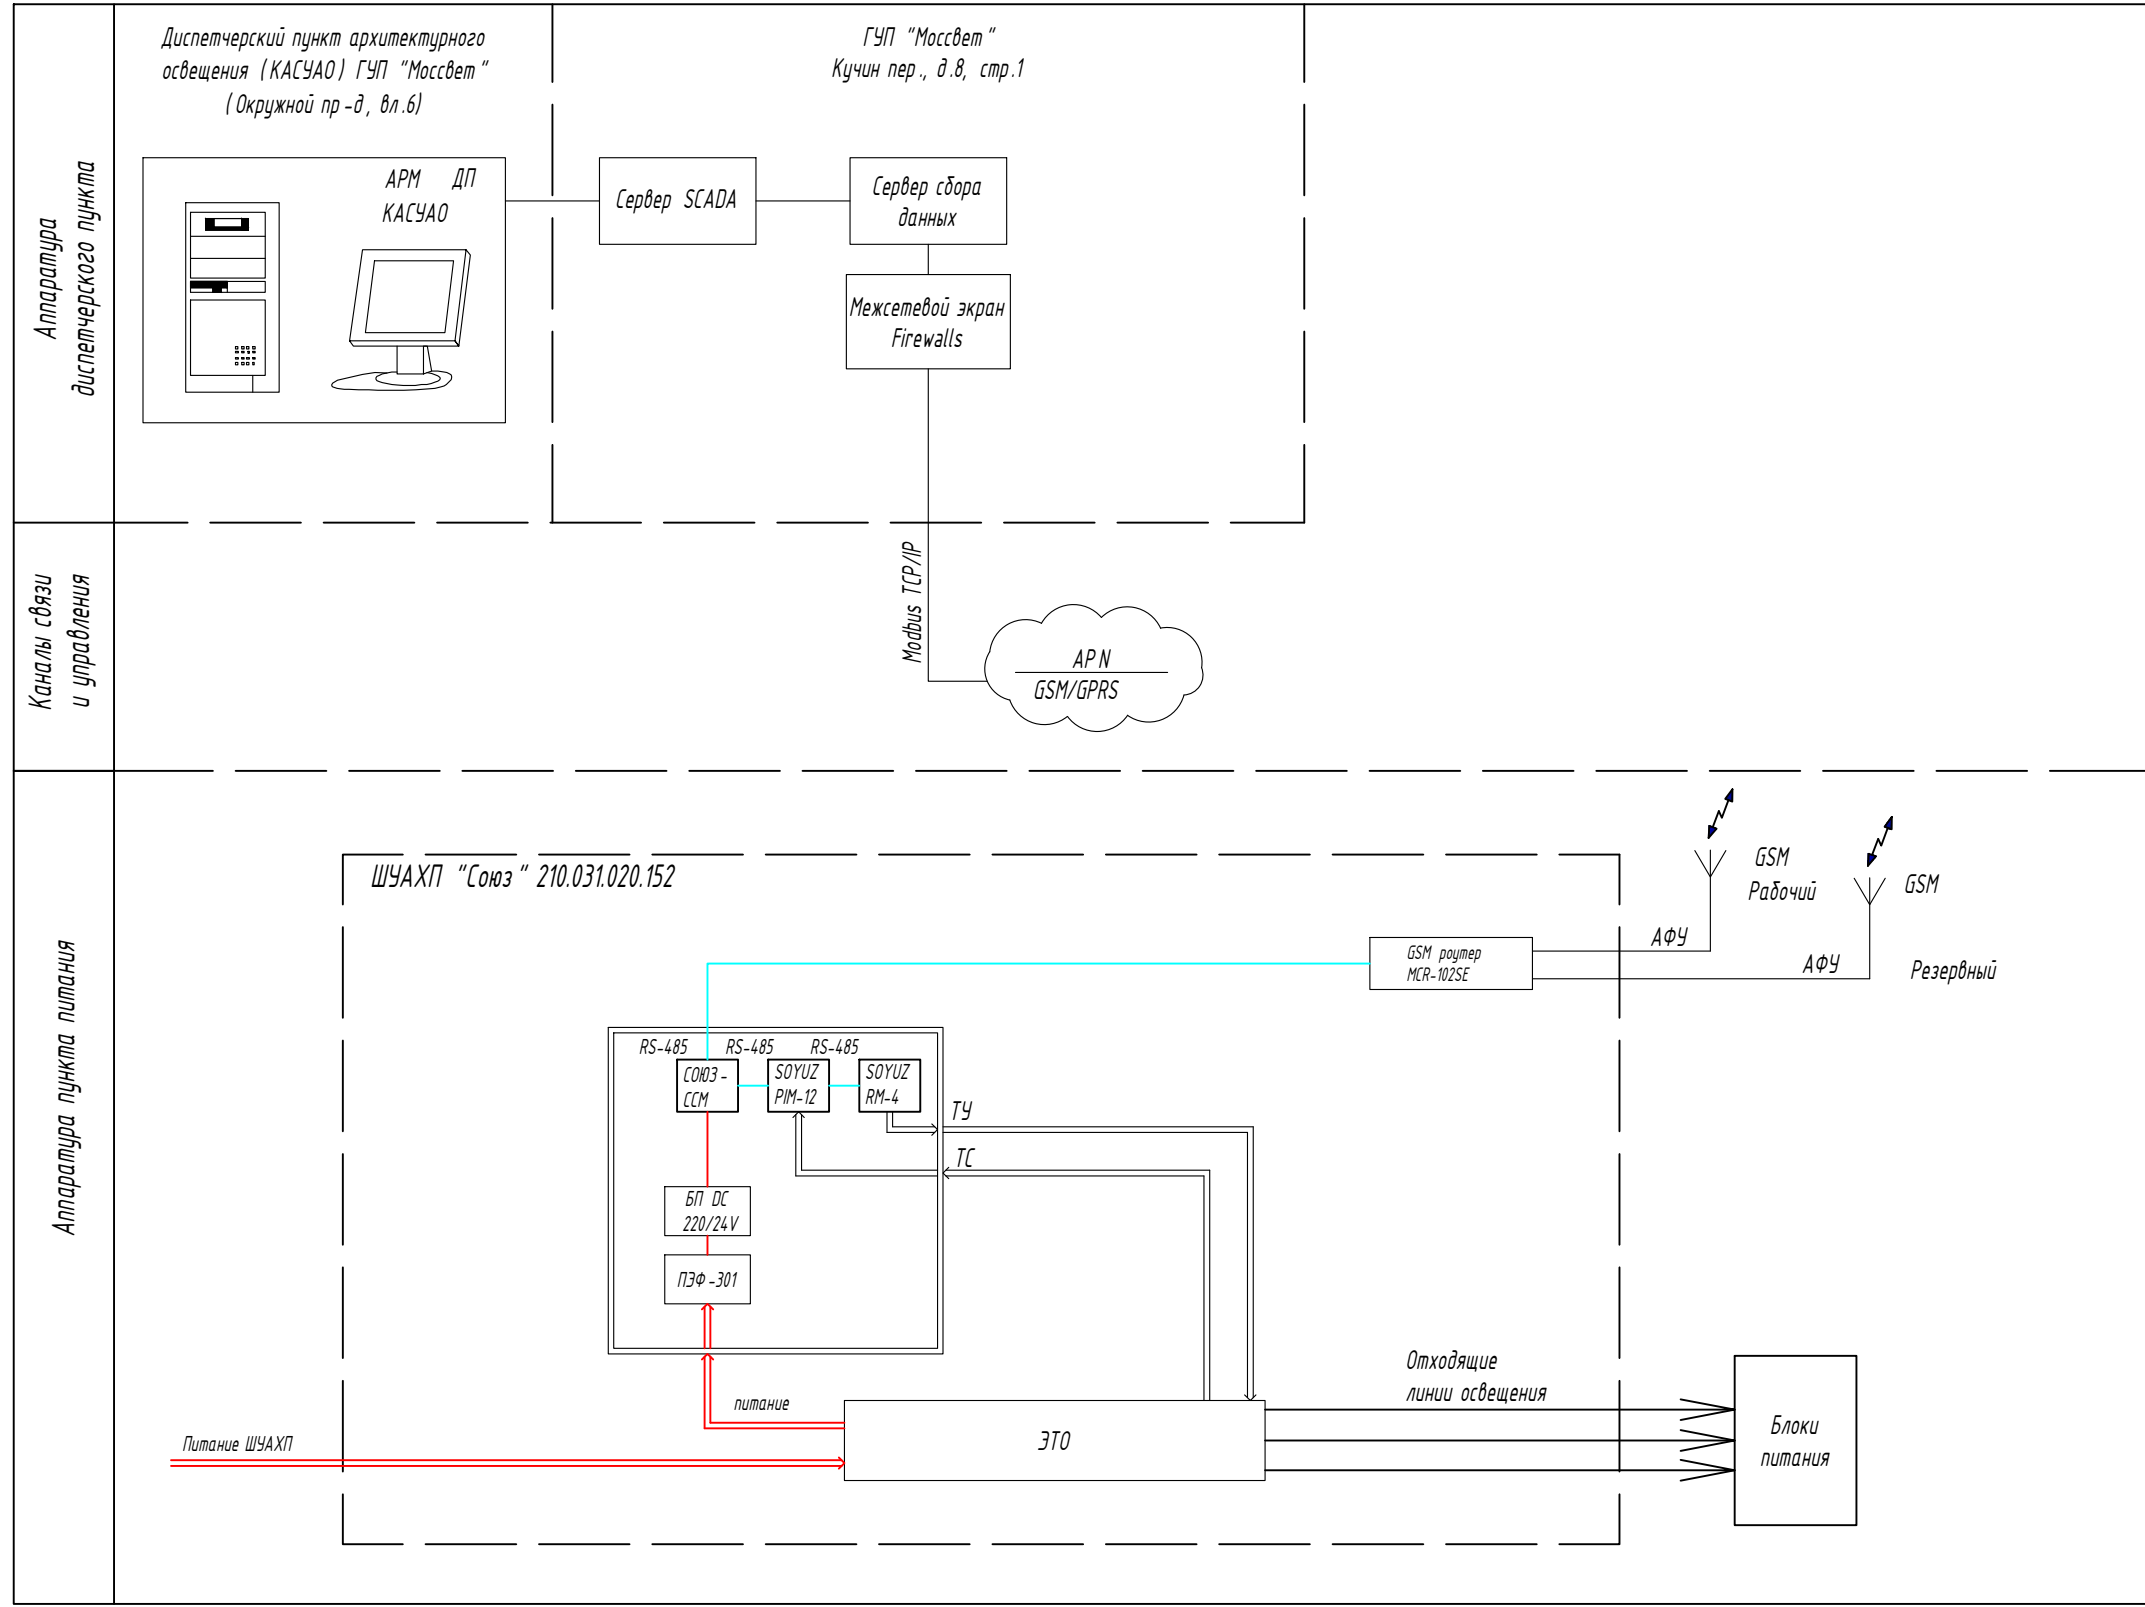 Диспетчерский пункт архитектурного
освещения (КАСУАО) ГУП "Моссвет"
(Окружной пр-д, вл.6)
ГУП "Моссвет"
Кучин пер., д.8, стр.1
Аппаратура
диспетчерского пункта
АРМ ДП
КАСУАО
Сервер SCADA
Сервер сбора
данных
Межсетевой экран
Firewalls
Каналы связи
и управления
Modbus TCP/IP
APN
GSM/GPRS
Аппаратура пункта питания
ШУАХП "Союз" 210.031.020.152
GSM
Рабочий
GSM
Резервный
АФУ
АФУ
GSM роутер
MCR-102SE
RS-485
RS-485
RS-485
СОЮЗ-
ССМ
SOYUZ
PIM-12
SOYUZ
RM-4
ТУ
ТС
БП DC
220/24V
ПЭФ-301
питание
Питание ШУАХП
ЭТО
Отходящие
линии освещения
Блоки
питания